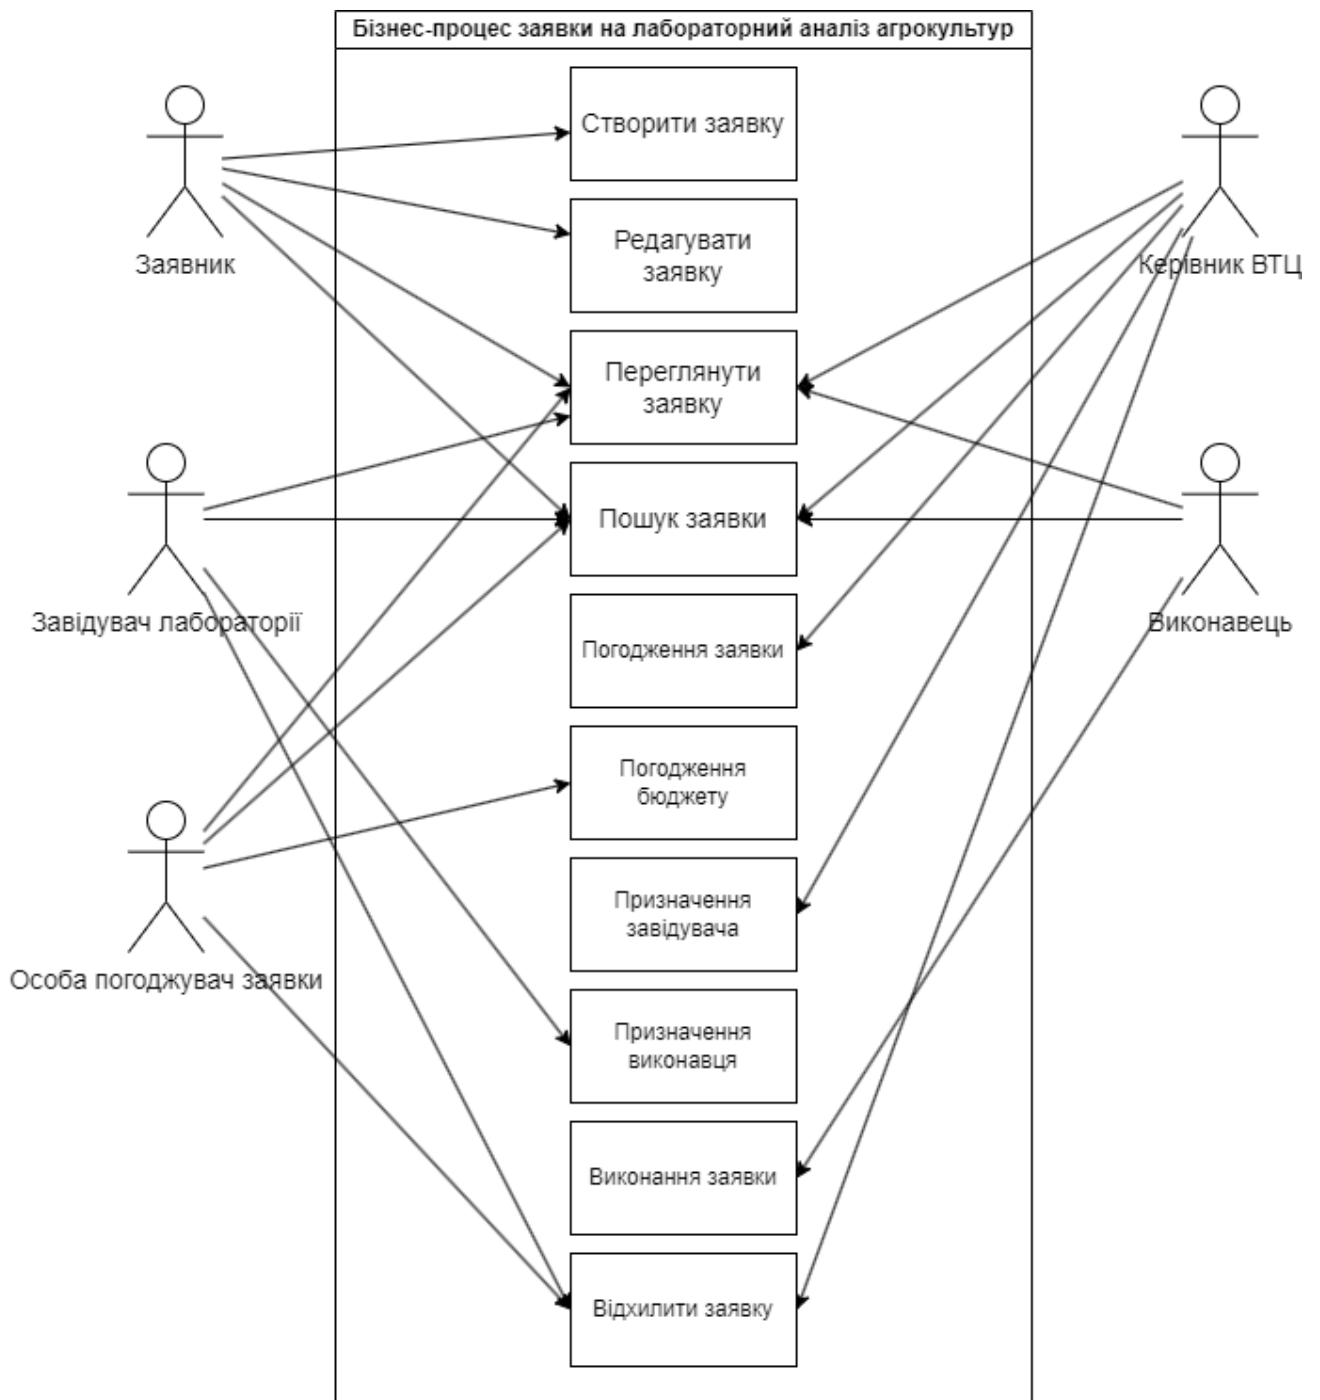 Бізнес-процес заявки на лабораторний аналіз агрокультур
Створити заявку
Заявник
Керівник ВТЦ
Редагувати
заявку
Переглянути
заявку
Пошук заявки
Завідувач лабораторії
Виконавець
Погодження заявки
Погодження
бюджету
Призначення
завідувача
Особа погоджувач заявки
Призначення
виконавця
Виконання заявки
Відхилити заявку